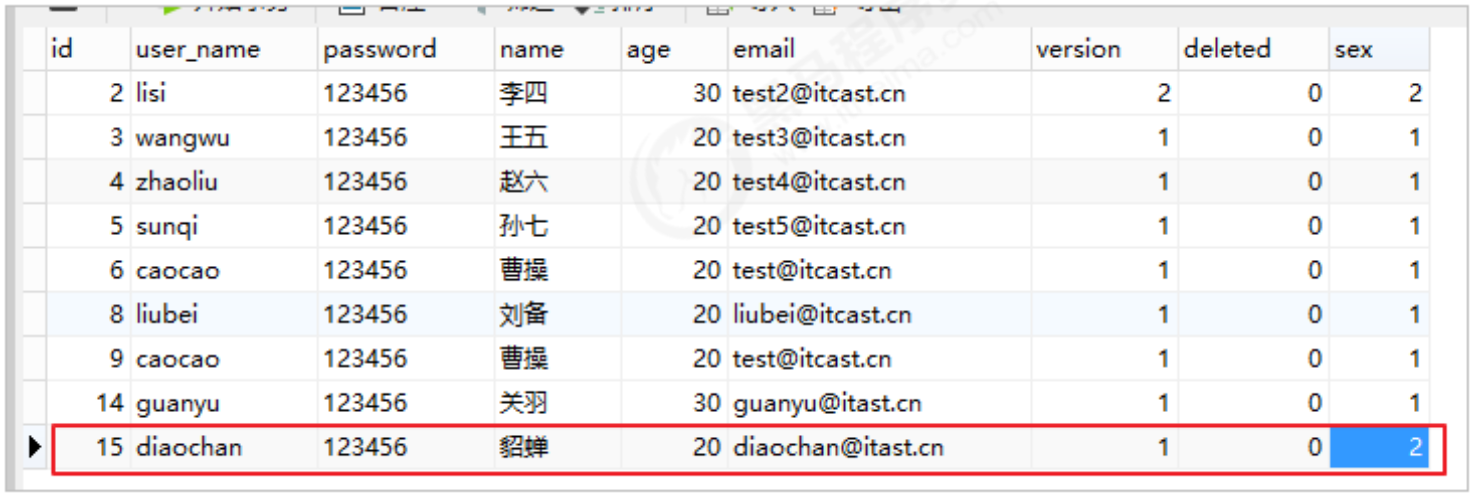 id user_name password name age email version deleted sex
2 lisi 123456 李四 30 test2@itcast.cn 2 0 2
3 wangwu 123456 王五 20 test3@itcast.cn 1 0 1
4 zhaoliu 123456 赵六 20 test4@itcast.cn 1 0 1
5 sunqi 123456 孙七 20 test5@itcast.cn 1 0 1
6 caocao 123456 曹操 20 test@itcast.cn 1 0 1
8 liubei 123456 刘备 20 liubei@itcast.cn 1 0 1
9 caocao 123456 曹操 20 test@itcast.cn 1 0 1
14 guanyu 123456 关羽 30 guanyu@itast.cn 1 0 1
15 diaochan 123456 貂蝉 20 diaochan@itast.cn 1 0 2